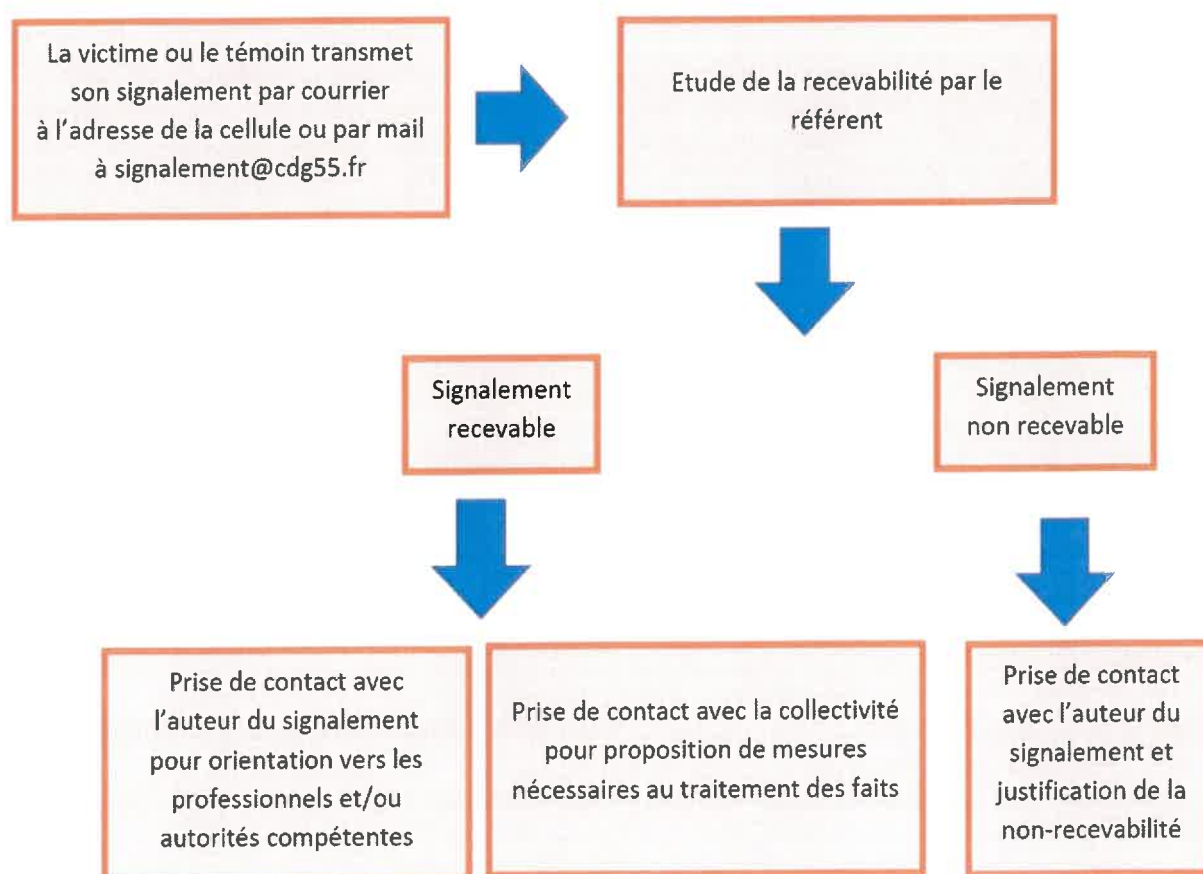 La victime ou le témoin transmet
son signalement par courrier
à l'adresse de la cellule ou par mail
à signalement@cdg55.fr
Etude de la recevabilité par le
référent
Signalement
recevable
Signalement
non recevable
Prise de contact avec
l'auteur du signalement
pour orientation vers les
professionnels et/ou
autorités compétentes
Prise de contact avec la collectivité
pour proposition de mesures
nécessaires au traitement des faits
Prise de contact
avec l'auteur du
signalement et
justification de la
non-recevabilité